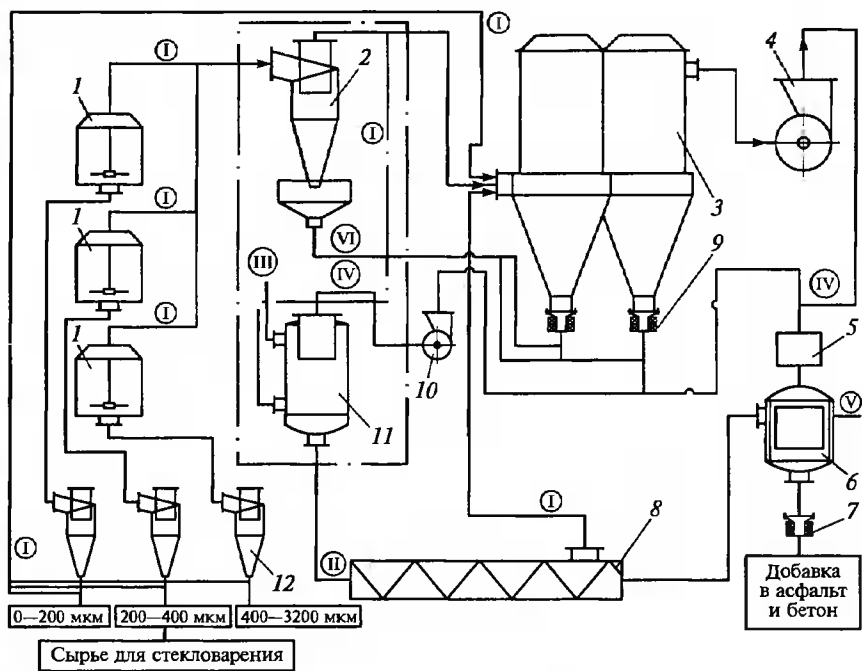 I
I
4
2
1
I
3
I
1
9
VI
I
III
IV
IV
5
1
10
V
11
6
I
8
7
I
12
II
0—200 мкм
200—400 мкм
400—3200 мкм
Добавка
в асфальт
и бетон
Сырье для стекловарения